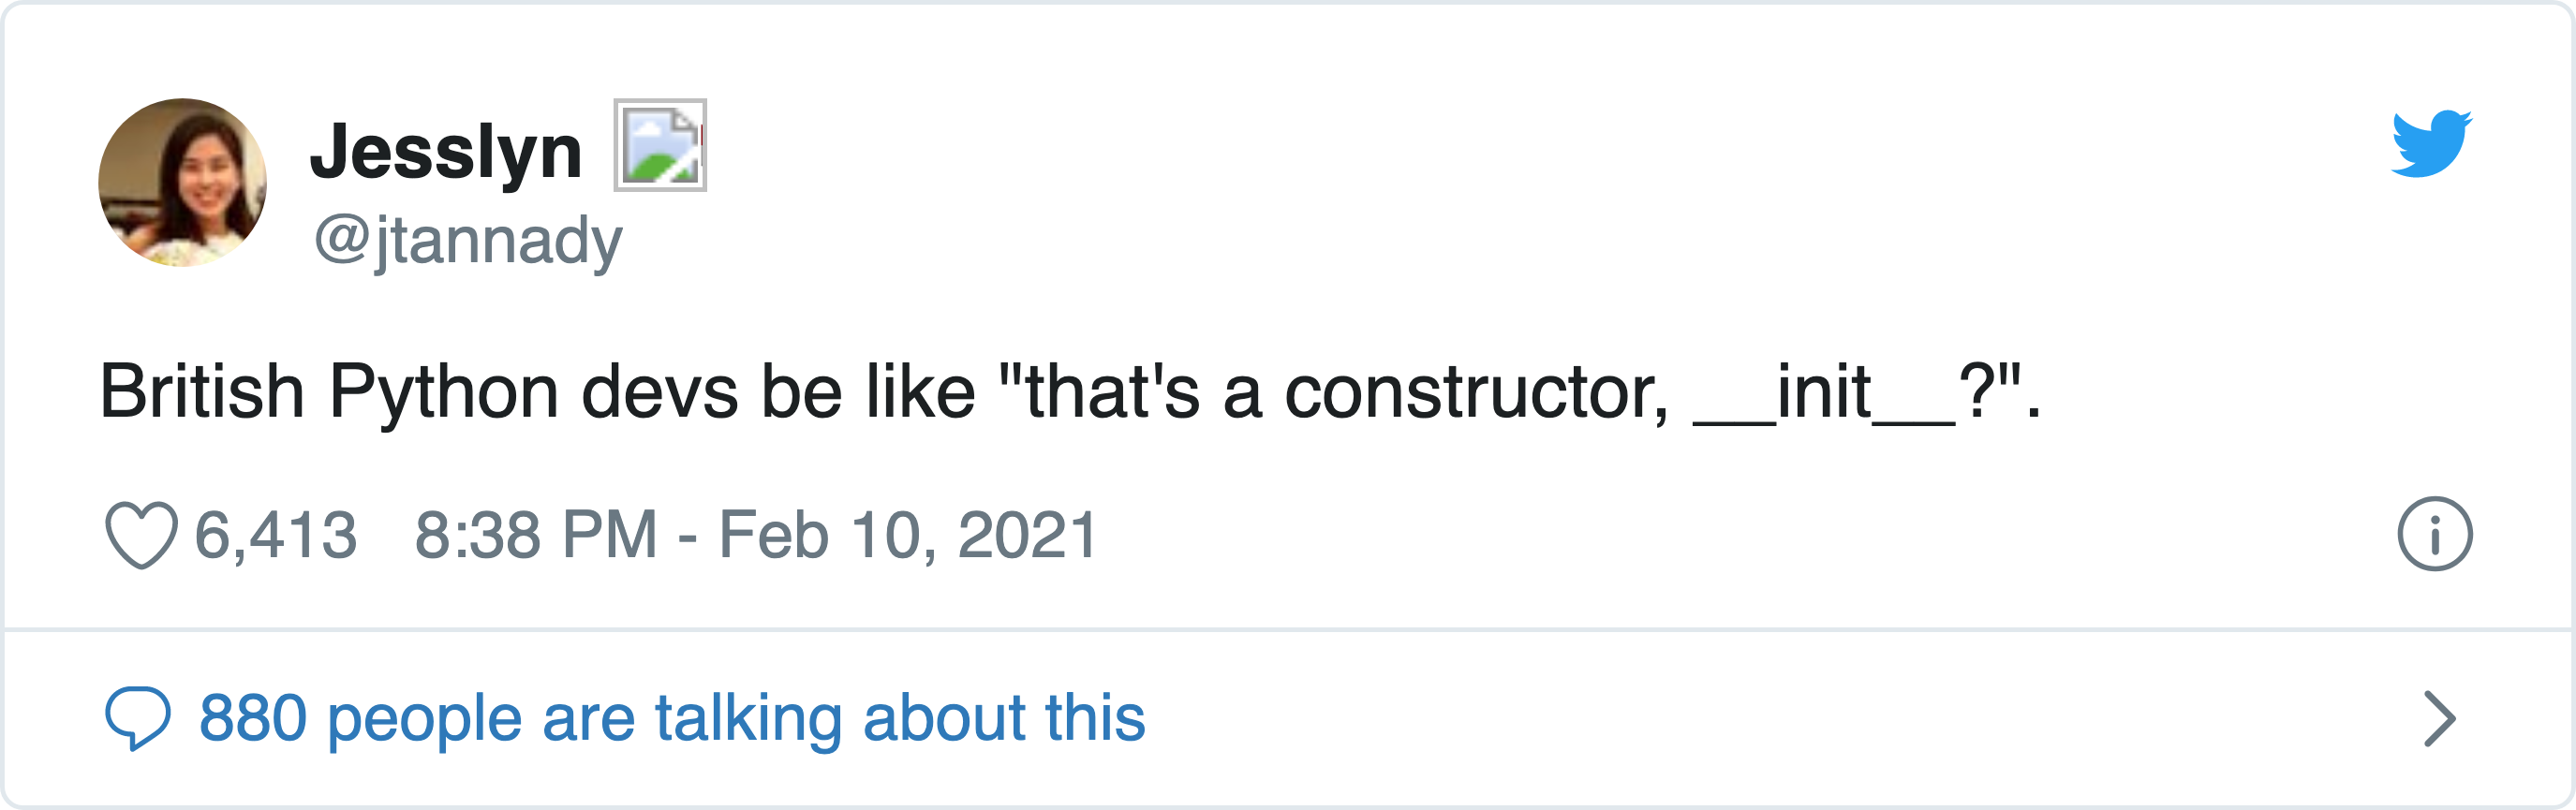 Jesslyn
@jtannady
British Python devs be like "that's a constructor, __init__?".
6,413 8:38 PM - Feb 10, 2021
880 people are talking about this